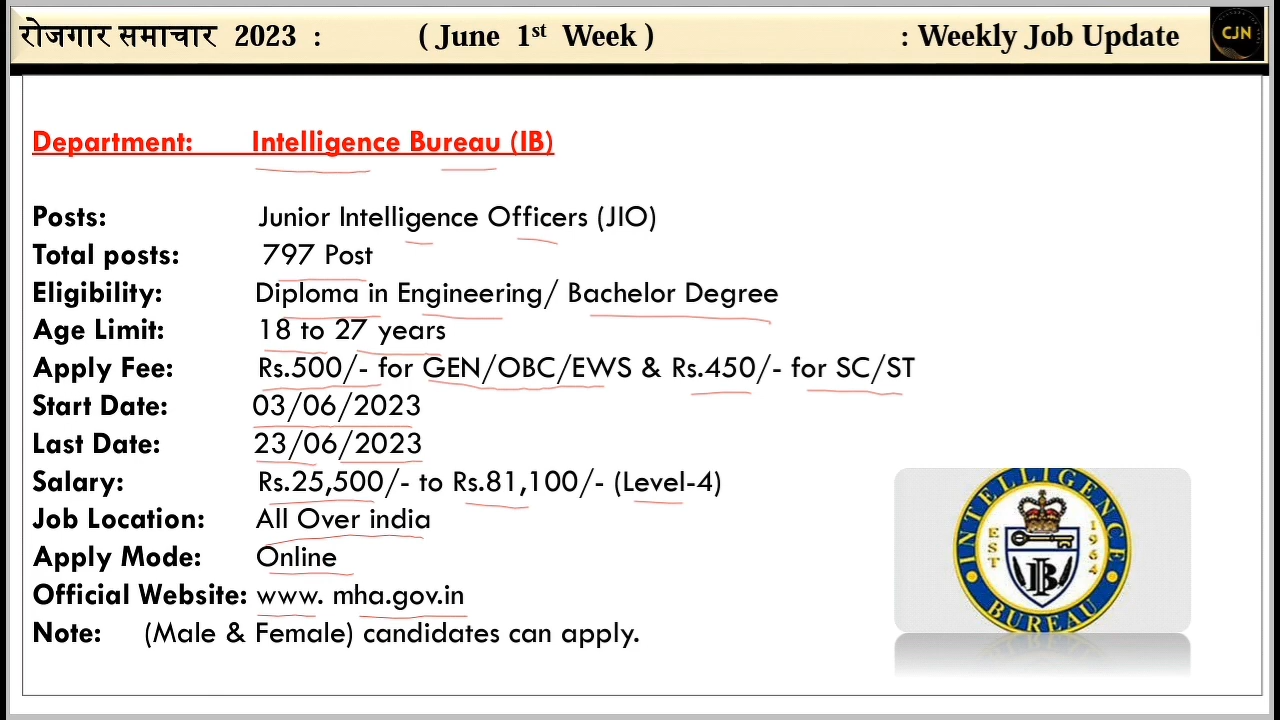 रोजगार समाचार 2023 : ( June 1st Week ) : Weekly Job Update
CJN
Department: Intelligence Bureau (IB)
Posts: Junior Intelligence Officers (JIO)
Total posts: 797 Post
Eligibility: Diploma in Engineering/ Bachelor Degree
Age Limit: 18 to 27 years
Apply Fee: Rs.500/- for GEN/OBC/EWS & Rs.450/- for SC/ST
Start Date: 03/06/2023
Last Date: 23/06/2023
Salary: Rs.25,500/- to Rs.81,100/- (Level-4)
Job Location: All Over india
Apply Mode: Online
Official Website: www. mha.gov.in
Note: (Male & Female) candidates can apply.
INTELLIGENCE
EST 1964
IB
BUREAU